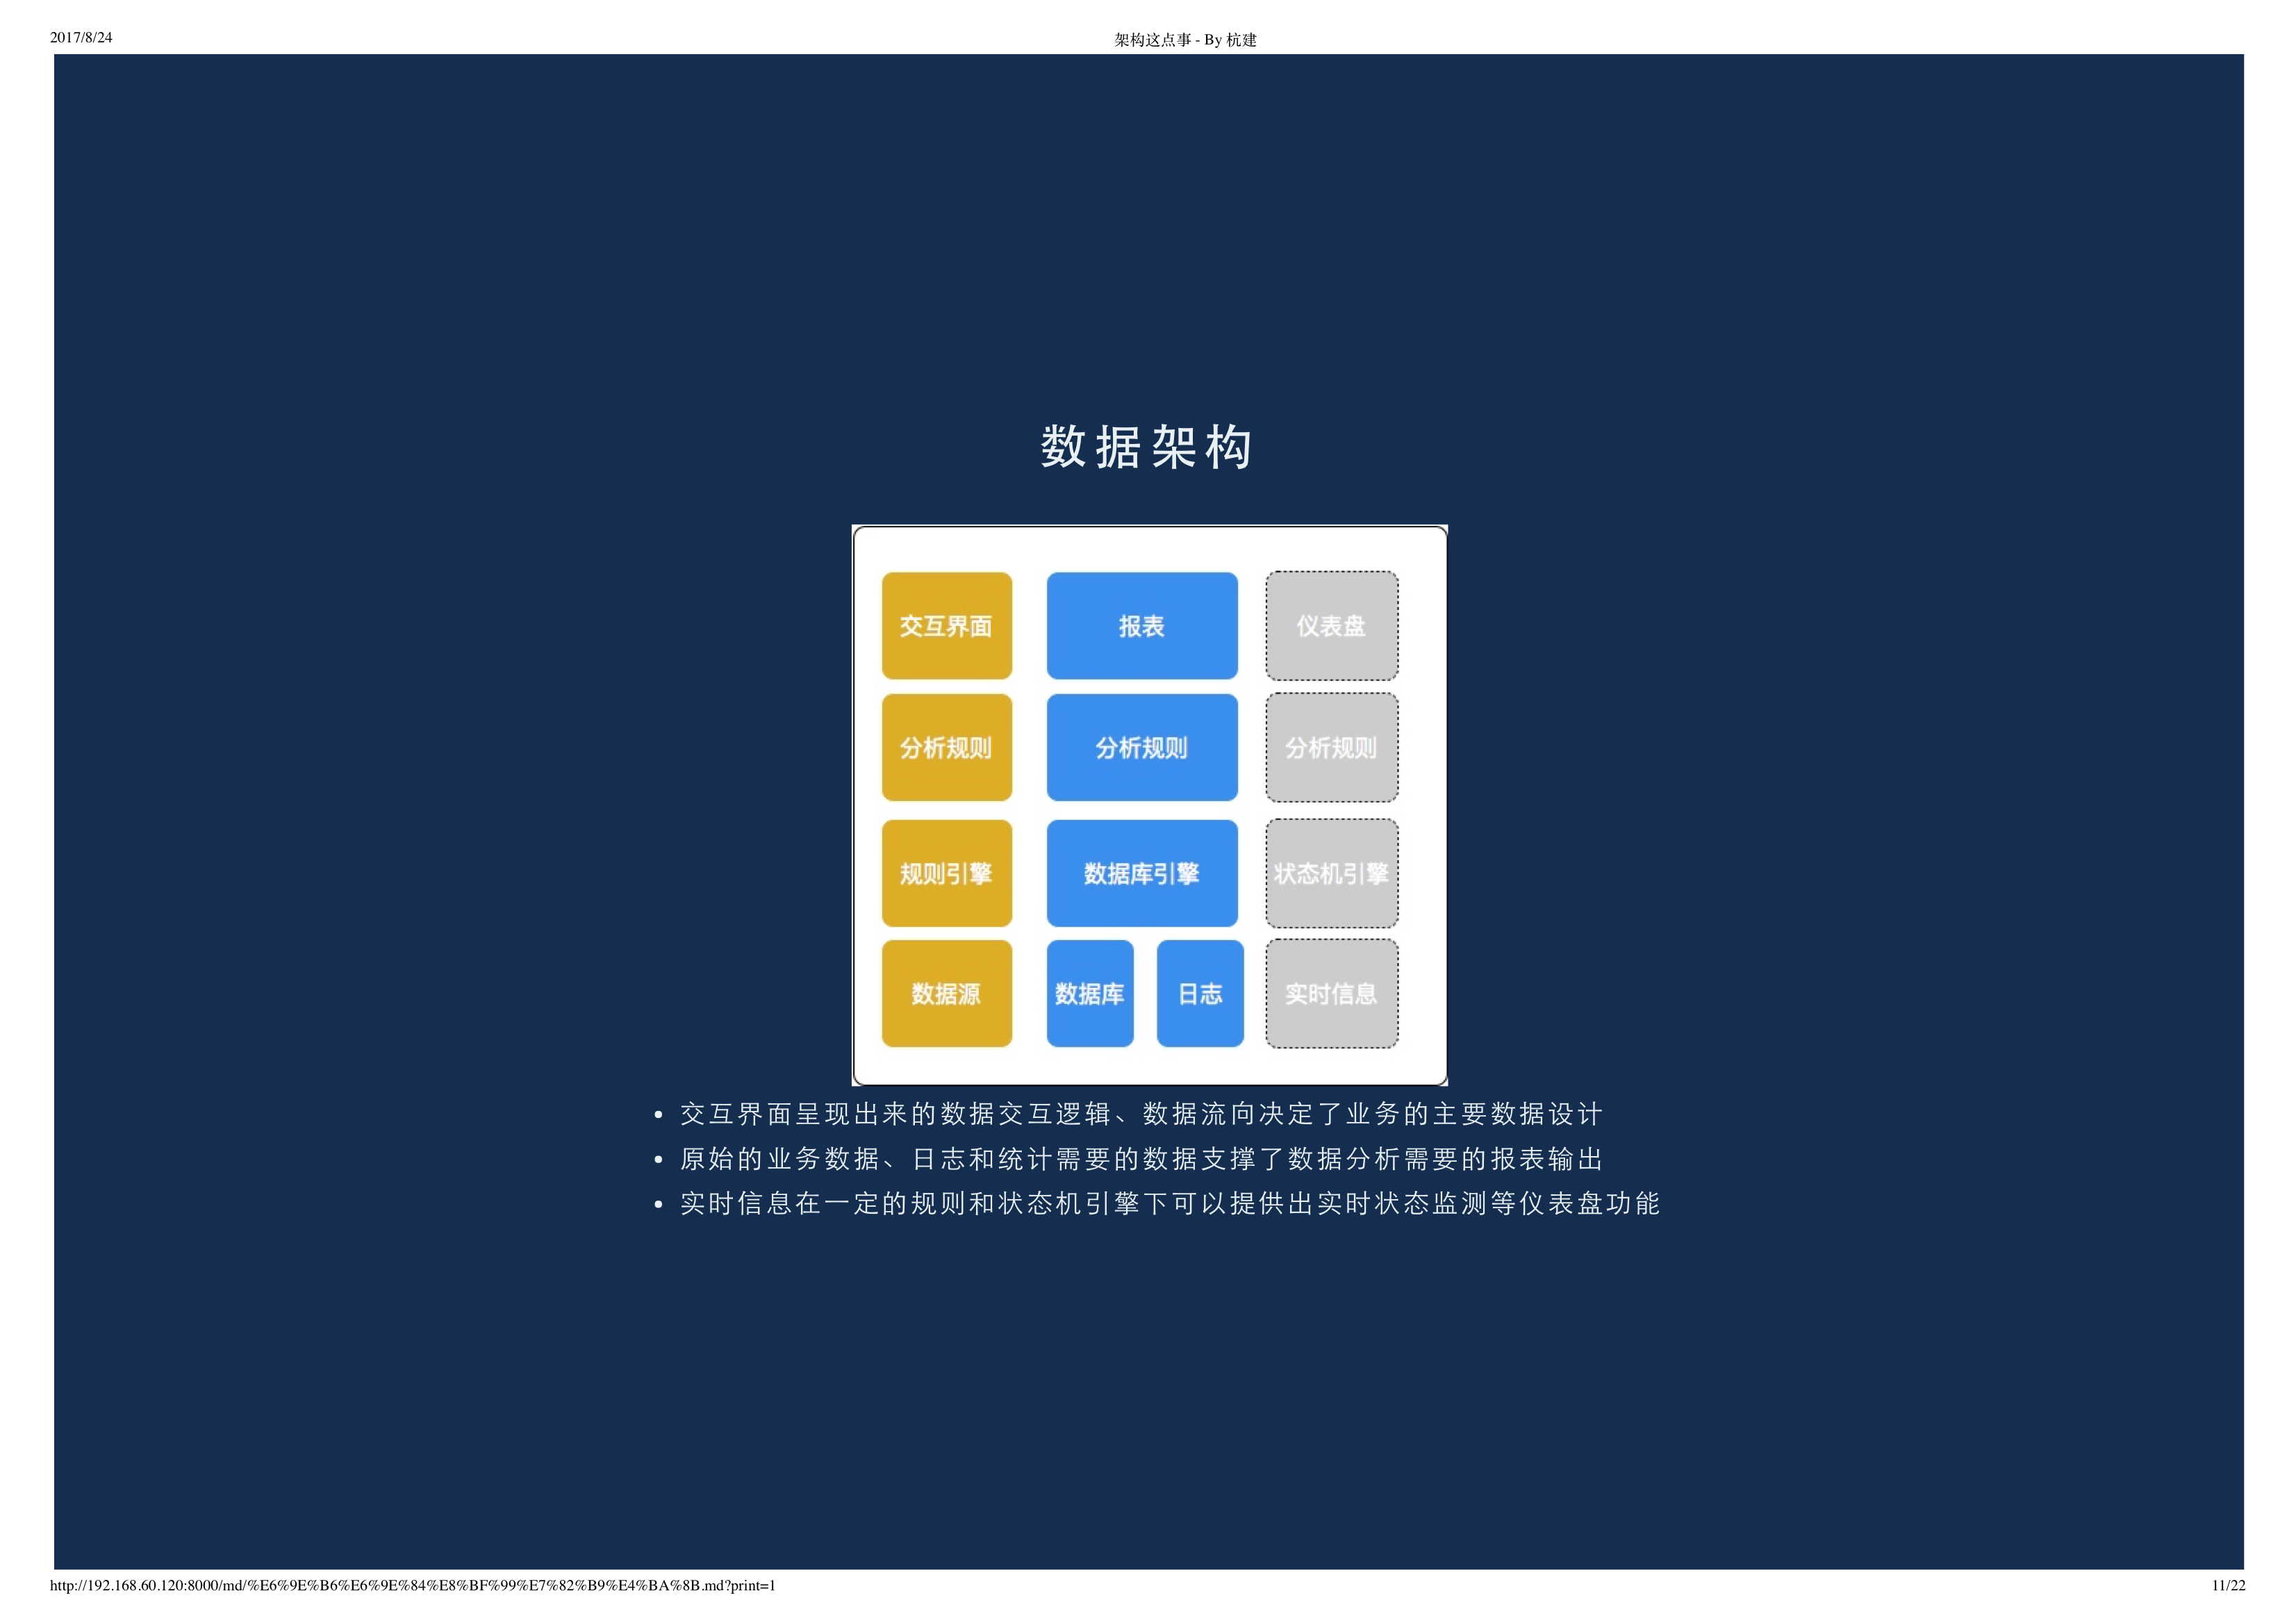 2017/8/24
架构这点事 - By 杭建
数据架构
交互界面 报表 仪表盘
分析规则 分析规则 分析规则
规则引擎 数据库引擎 状态机引擎
数据源 数据库 日志 实时信息
• 交互界面呈现出来的数据交互逻辑、数据流向决定了业务的主要数据设计
• 原始的业务数据、日志和统计需要的数据支撑了数据分析需要的报表输出
• 实时信息在一定的规则和状态机引擎下可以提供出实时状态监测等仪表盘功能
http://192.168.60.120:8000/md/%E6%9E%B6%E6%9E%84%E8%BF%99%E7%82%B9%E4%BA%8B.md?print=1
11/22